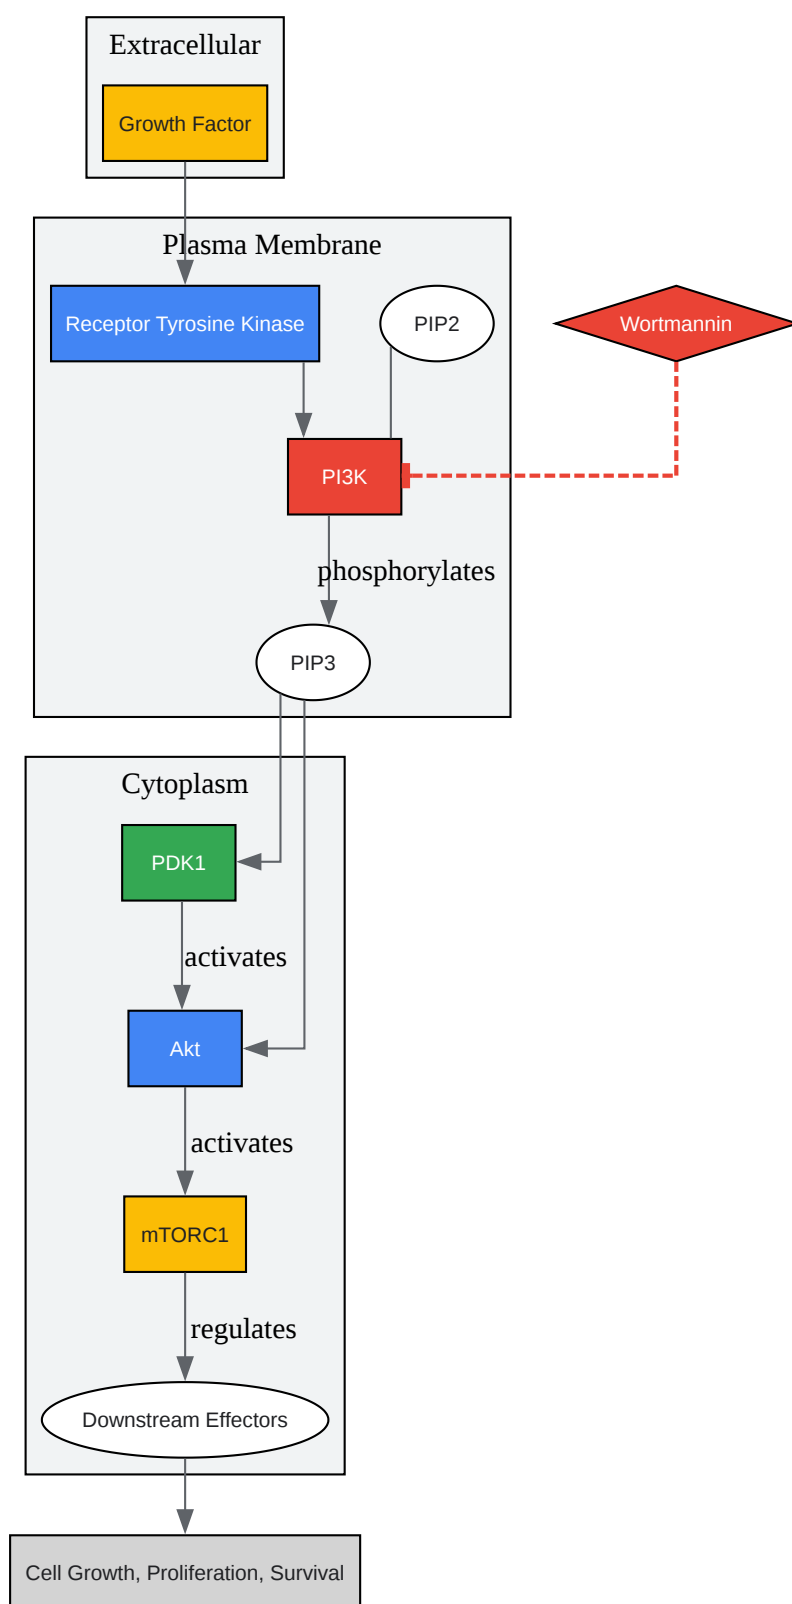 Extracellular
Growth Factor
Plasma Membrane
Receptor Tyrosine Kinase
PIP2
Wortmannin
PI3K
phosphorylates
PIP3
Cytoplasm
PDK1
activates
Akt
activates
mTORC1
regulates
Downstream Effectors
Cell Growth, Proliferation, Survival